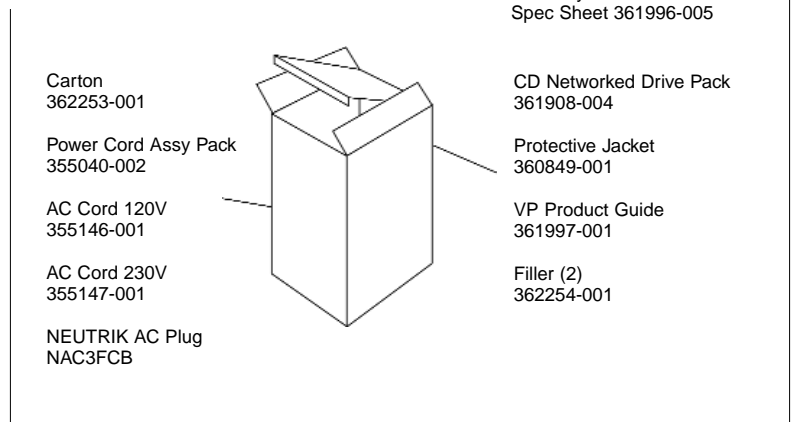 Spec Sheet 361996-005
Carton
362253-001
Power Cord Assy Pack
355040-002
AC Cord 120V
355146-001
AC Cord 230V
355147-001
NEUTRIK AC Plug
NAC3FCB
CD Networked Drive Pack
361908-004
Protective Jacket
360849-001
VP Product Guide
361997-001
Filler (2)
362254-001